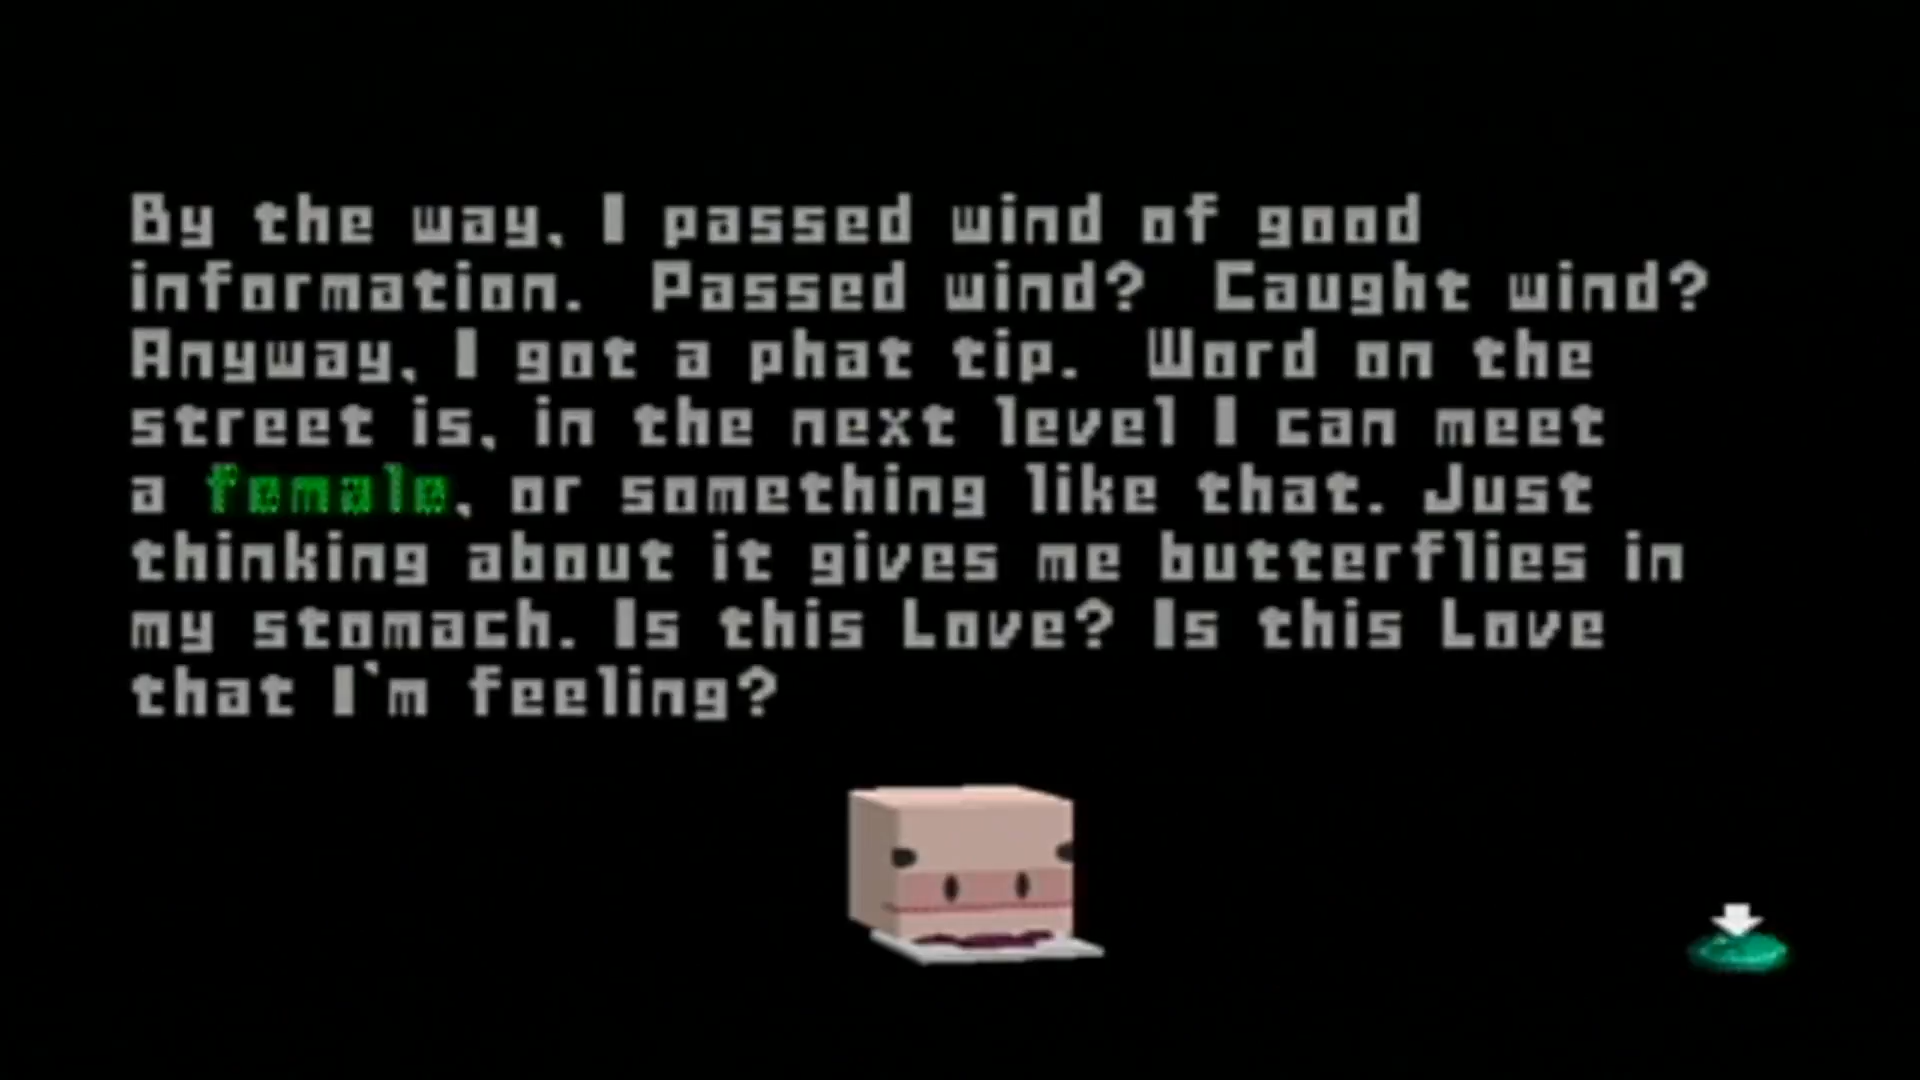 By the way, I passed wind of good
information.  Passed wind?  Caught wind?
Anyway, I got a phat tip.  Word on the
street is, in the next level I can meet
a female, or something like that. Just
thinking about it gives me butterflies in
my stomach. Is this Love? Is this Love
that I'm feeling?